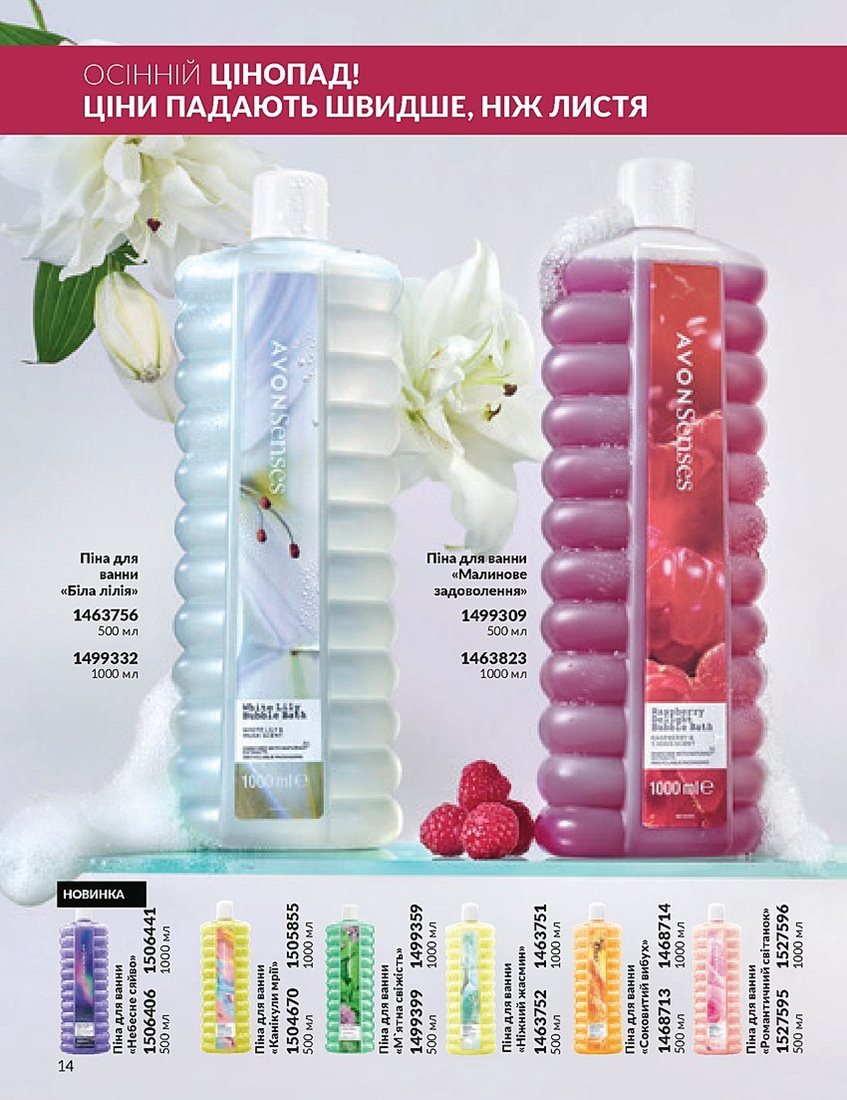 ОСІННІЙ ЦІНОПАД!
ЦІНИ ПАДАЮТЬ ШВИДШЕ, НІЖ ЛИСТЯ
AVON Senses
AVON Senses
Піна для
ванни
«Біла лілія»
1463756
500 мл
1499332
1000 мл
Піна для ванни
«Малинове
задоволення»
1499309
500 мл
1463823
1000 мл
White Lily
Bubble Bath
WHITE LILY &
MUSK SCENT
1000 ml e
Raspberry
Delight
Bubble Bath
RASPBERRY &
1000 ml e
НОВИНКА
Піна для ванни
«Небесне сяйво»
1506406 1506441
500 мл 1000 мл
Піна для ванни
«Канікули мрії»
1504670 1505855
500 мл 1000 мл
Піна для ванни
«М`ятна свіжість»
1499399 1499359
500 мл 1000 мл
Піна для ванни
«Ніжний жасмин»
1463752 1463751
500 мл 1000 мл
Піна для ванни
«Соковитий вибух»
1468713 1468714
500 мл 1000 мл
Піна для ванни
«Романтичний світанок»
1527595 1527596
500 мл 1000 мл
14